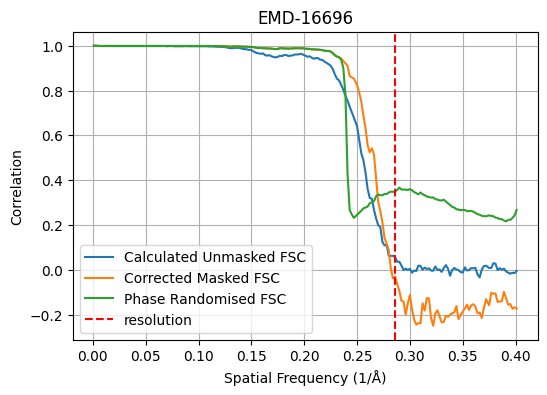 EMD-16696
1.0
0.8
0.6
0.4
0.2
0.0
−0.2
Correlation
Calculated Unmasked FSC
Corrected Masked FSC
Phase Randomised FSC
resolution
0.00 0.05 0.10 0.15 0.20 0.25 0.30 0.35 0.40
Spatial Frequency (1/Å)